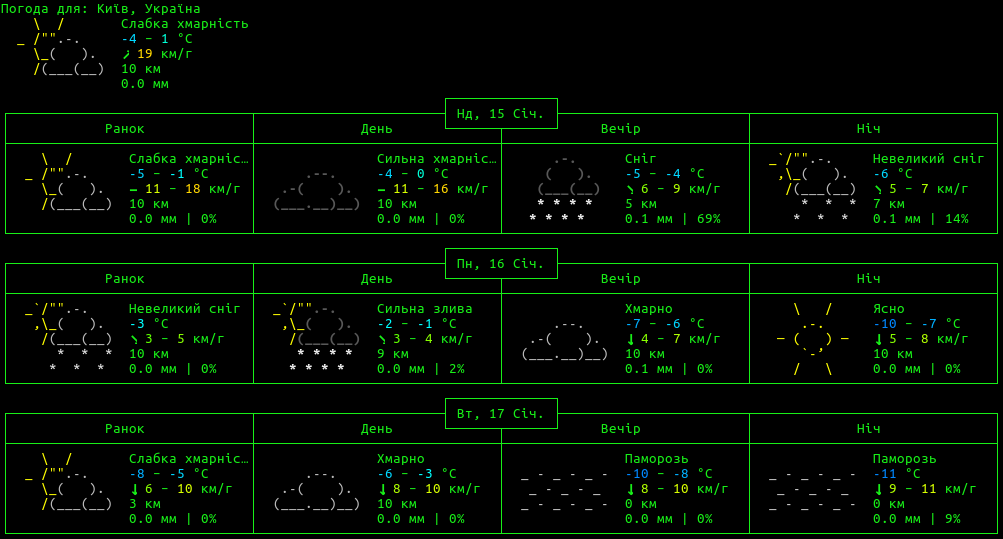 Погода для: Київ, Україна
Слабка хмарність
-4 – 1 °C
↗ 19 км/г
10 км
0.0 мм
Нд, 15 Січ.
Ранок День Вечір Ніч
Слабка хмарніс… Сильна хмарніс… Сніг Невеликий сніг
-5 – -1 °C -4 – 0 °C -5 – -4 °C -6 °C
← 11 – 18 км/г ← 11 – 16 км/г ↖ 6 – 9 км/г ↖ 5 – 7 км/г
10 км 10 км 5 км 7 км
0.0 мм | 0% 0.0 мм | 0% 0.1 мм | 69% 0.1 мм | 14%
Пн, 16 Січ.
Ранок День Вечір Ніч
Невеликий сніг Сильна злива Хмарно Ясно
-3 °C -2 – -1 °C -7 – -6 °C -10 – -7 °C
↘ 3 – 5 км/г ↘ 3 – 4 км/г ↓ 4 – 7 км/г ↓ 5 – 8 км/г
10 км 9 км 10 км 10 км
0.0 мм | 0% 0.0 мм | 2% 0.1 мм | 0% 0.0 мм | 0%
Вт, 17 Січ.
Ранок День Вечір Ніч
Слабка хмарніс… Хмарно Паморозь Паморозь
-8 – -5 °C -6 – -3 °C -10 – -8 °C -11 °C
↓ 6 – 10 км/г ↓ 8 – 10 км/г ↓ 8 – 10 км/г ↓ 9 – 11 км/г
3 км 10 км 0 км 0 км
0.0 мм | 0% 0.0 мм | 0% 0.0 мм | 0% 0.0 мм | 9%